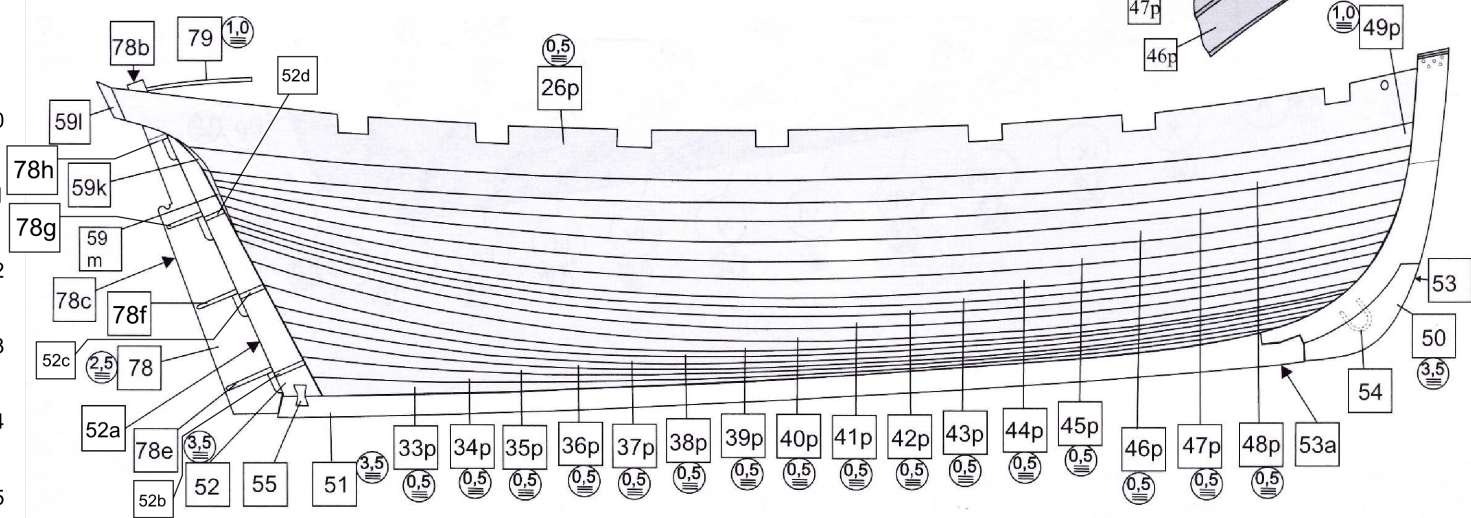 47p
46p
1,0
49p
78b
79
1,0
0,5
26p
52d
59l
78h
59k
78g
59
m
78c
78f
52c
2,5
78
52a
78e
3,5
52b
52
55
51
3,5
33p
0,5
34p
0,5
35p
0,5
36p
0,5
37p
0,5
38p
0,5
39p
0,5
40p
0,5
41p
0,5
42p
0,5
43p
0,5
44p
0,5
45p
0,5
46p
0,5
47p
0,5
48p
0,5
53a
54
50
3,5
53